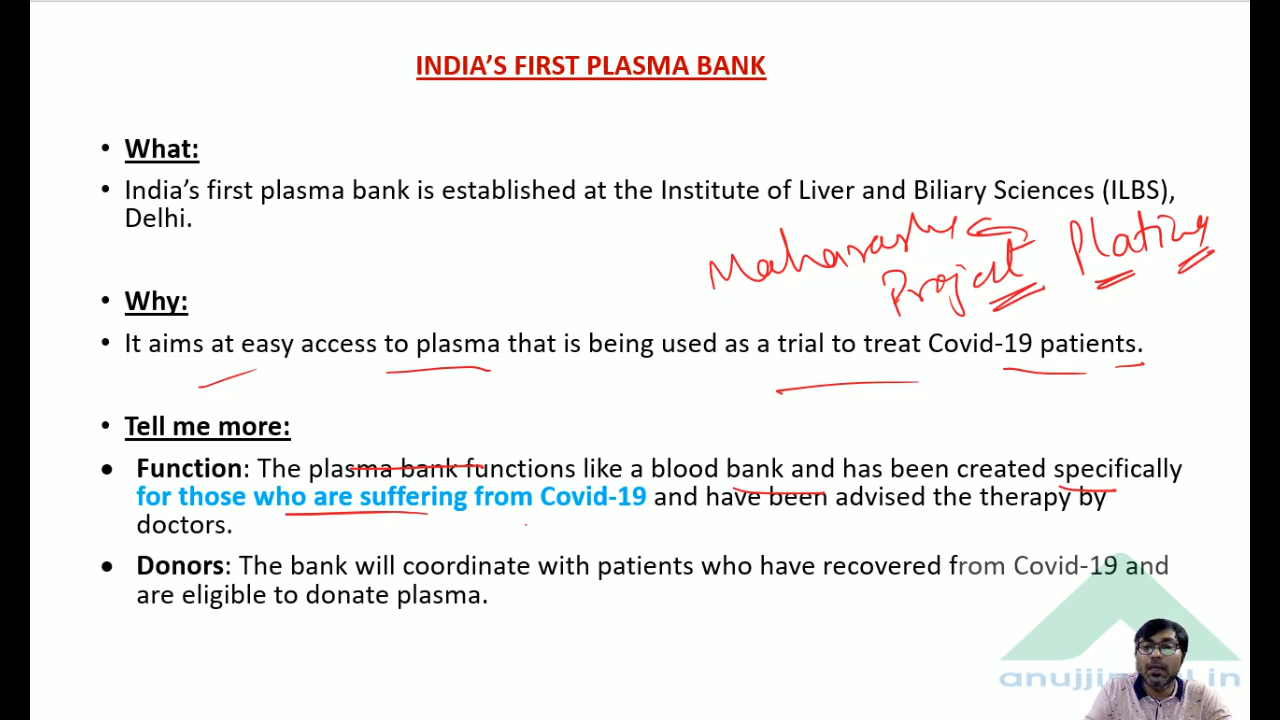 INDIA’S FIRST PLASMA BANK
• What:
• India’s first plasma bank is established at the Institute of Liver and Biliary Sciences (ILBS),
Delhi.
Maharashtra Project Platina
• Why:
• It aims at easy access to plasma that is being used as a trial to treat Covid-19 patients.
• Tell me more:
● Function: The plasma bank functions like a blood bank and has been created specifically
for those who are suffering from Covid-19 and have been advised the therapy by
doctors.
● Donors: The bank will coordinate with patients who have recovered from Covid-19 and
are eligible to donate plasma.